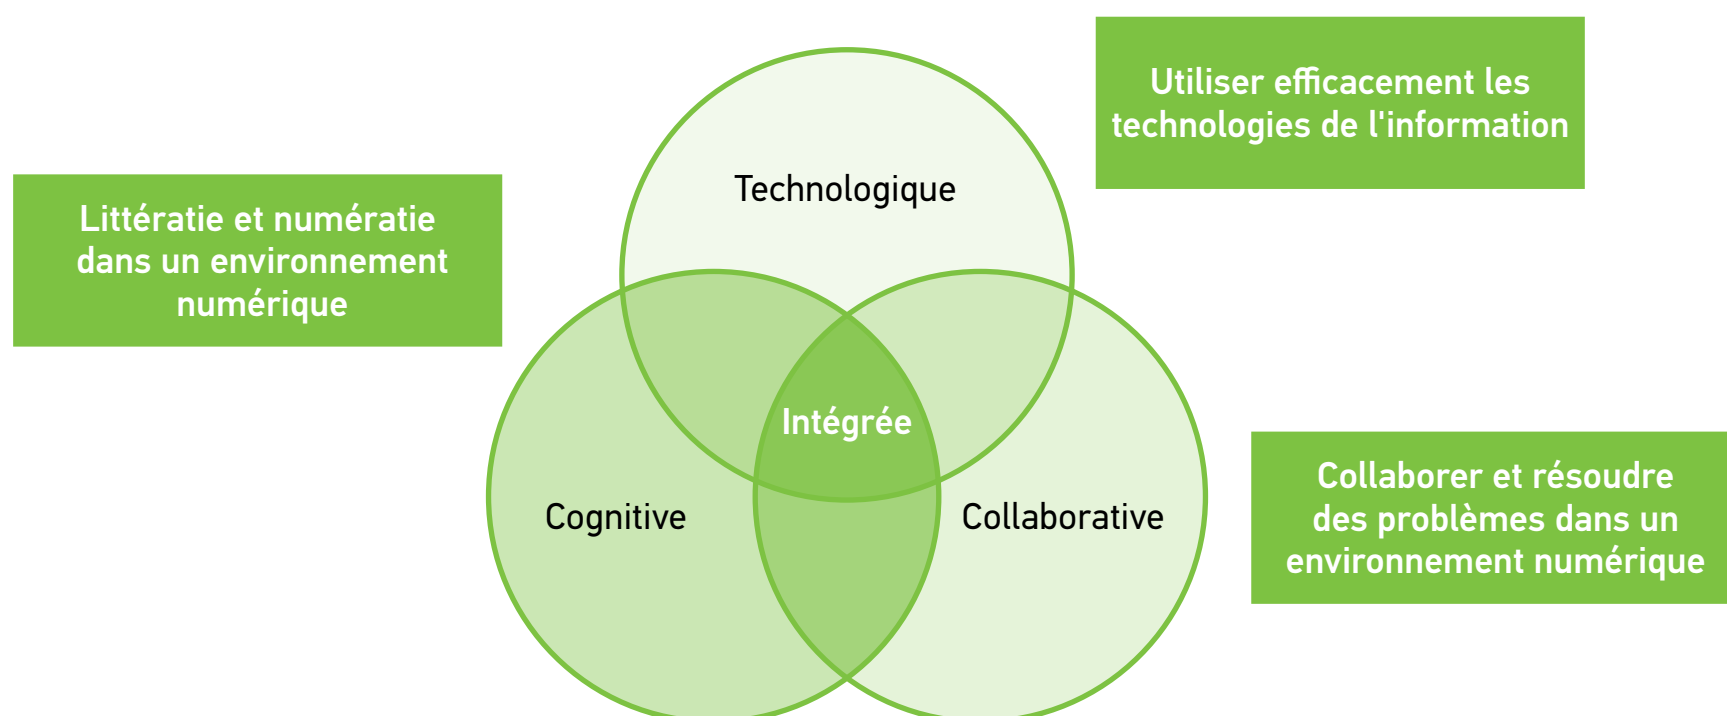 Utiliser efficacement les
technologies de l'information
Technologique
Littératie et numératie
dans un environnement
numérique
Intégrée
Cognitive
Collaborative
Collaborer et résoudre
des problèmes dans un
environnement numérique